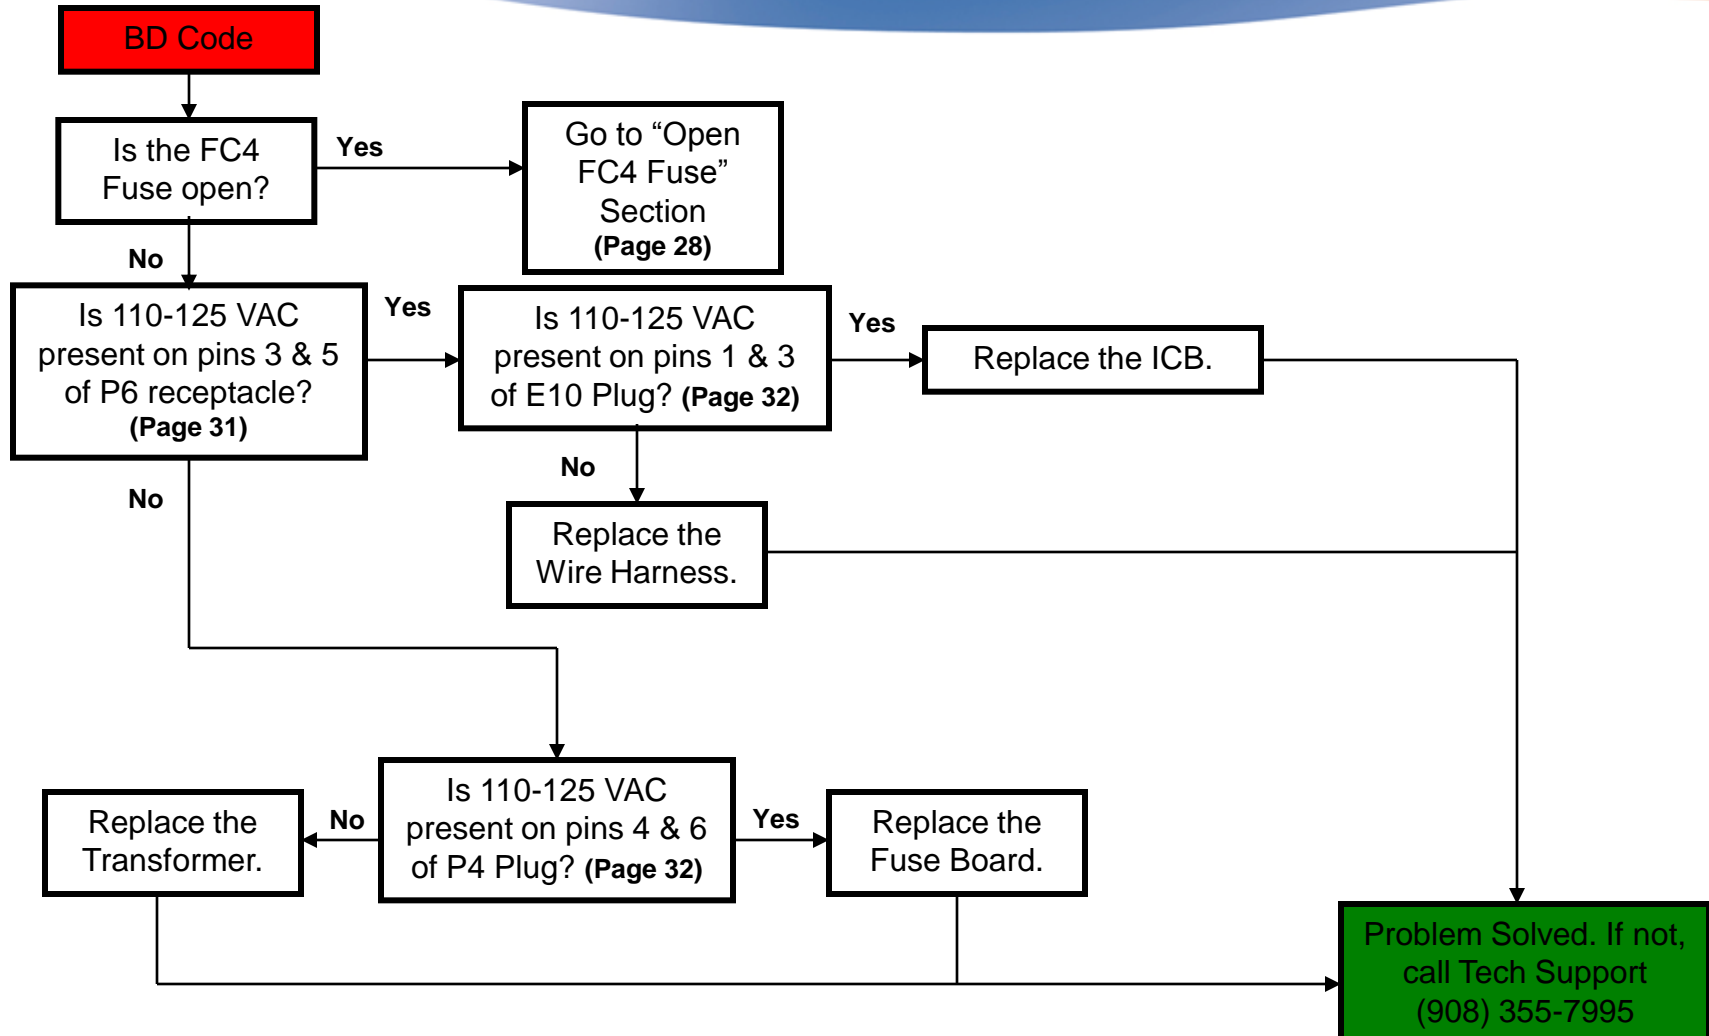 BD Code
Is the FC4
Fuse open?
Yes
Go to “Open
FC4 Fuse”
Section
(Page 28)
No
Is 110-125 VAC
present on pins 3 & 5
of P6 receptacle?
(Page 31)
Yes
Is 110-125 VAC
present on pins 1 & 3
of E10 Plug? (Page 32)
Yes
Replace the ICB.
No
No
Replace the
Wire Harness.
Is 110-125 VAC
present on pins 4 & 6
of P4 Plug? (Page 32)
No
Replace the
Transformer.
Yes
Replace the
Fuse Board.
Problem Solved. If not,
call Tech Support
(908) 355-7995